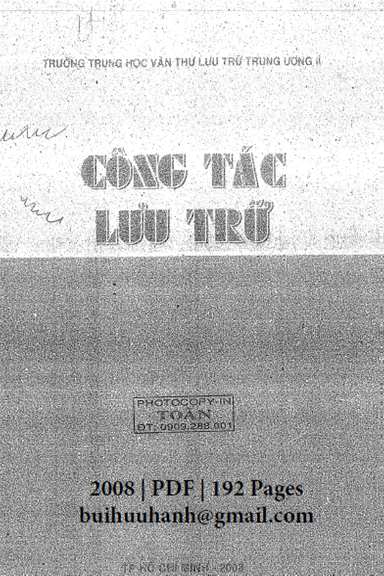 TRƯỜNG TRUNG HỌC VĂN THƯ LƯU TRỮ TRUNG ƯƠNG II
CÔNG TÁC
LƯU TRỮ
PHOTOCOPY-IN
TOÀN
ĐT: 0909.288.001
2008 | PDF | 192 Pages
buihuuhanh@gmail.com
TP HỒ CHÍ MINH - 2008